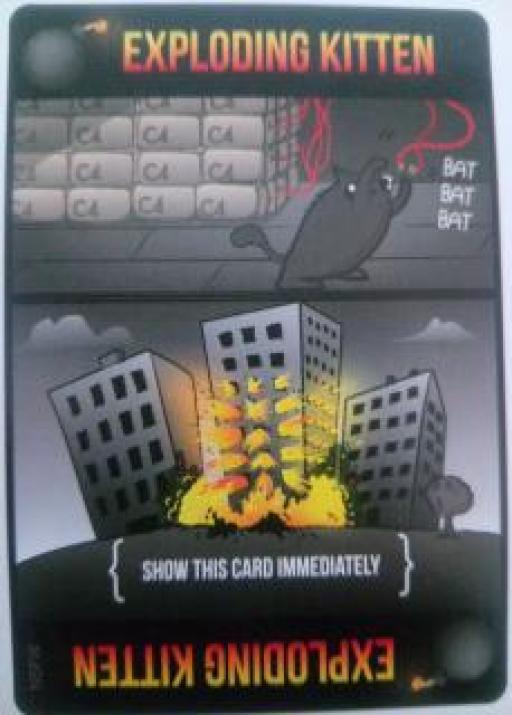 EXPLODING KITTEN
C4 C4 C4
C4 C4 C4
C4 C4 C4 C4
BAT
BAT
BAT
SHOW THIS CARD IMMEDIATELY
EXPLODING KITTEN